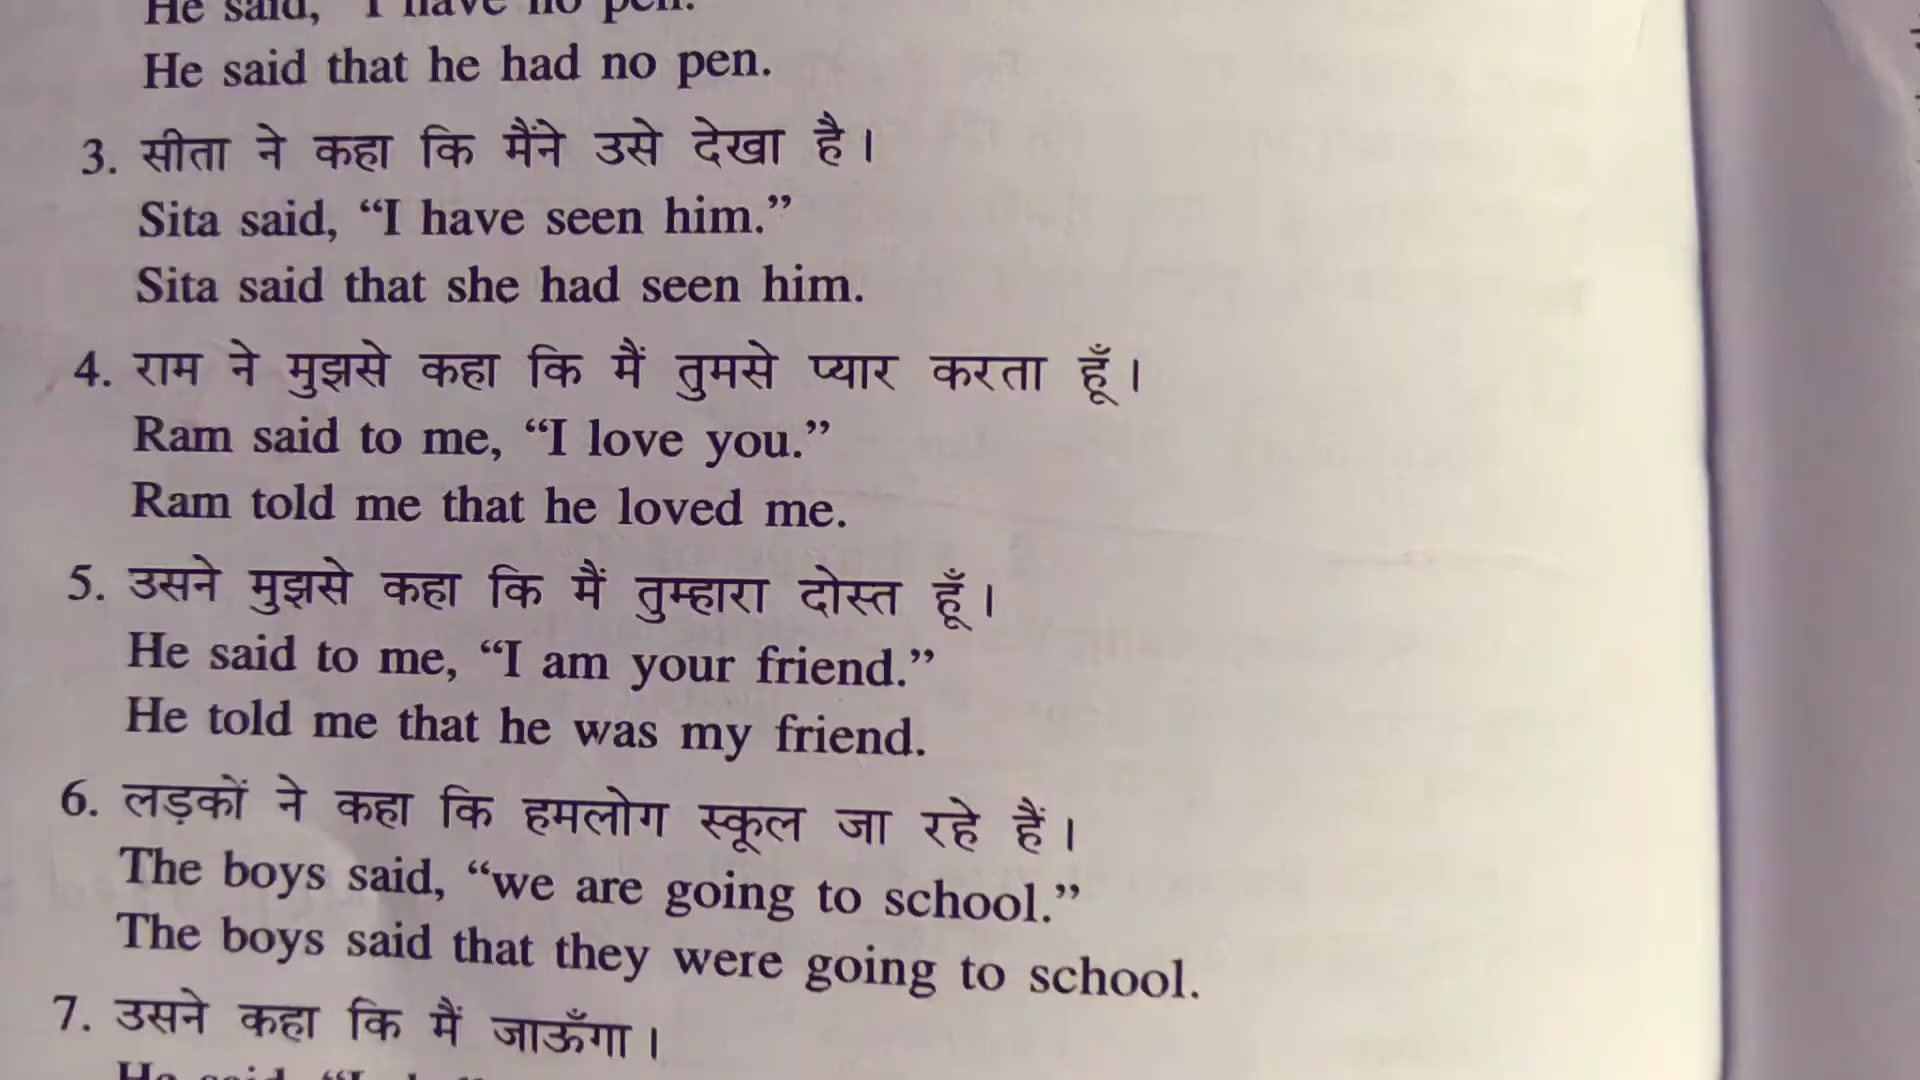 He said, "I have no pen.
He said that he had no pen.
3. सीता ने कहा कि मैंने उसे देखा है।
Sita said, “I have seen him.”
Sita said that she had seen him.
4. राम ने मुझसे कहा कि मैं तुमसे प्यार करता हूँ।
Ram said to me, “I love you.”
Ram told me that he loved me.
5. उसने मुझसे कहा कि मैं तुम्हारा दोस्त हूँ।
He said to me, “I am your friend.”
He told me that he was my friend.
6. लड़कों ने कहा कि हमलोग स्कूल जा रहे हैं।
The boys said, “we are going to school.”
The boys said that they were going to school.
7. उसने कहा कि मैं जाऊँगा।
He said, “I